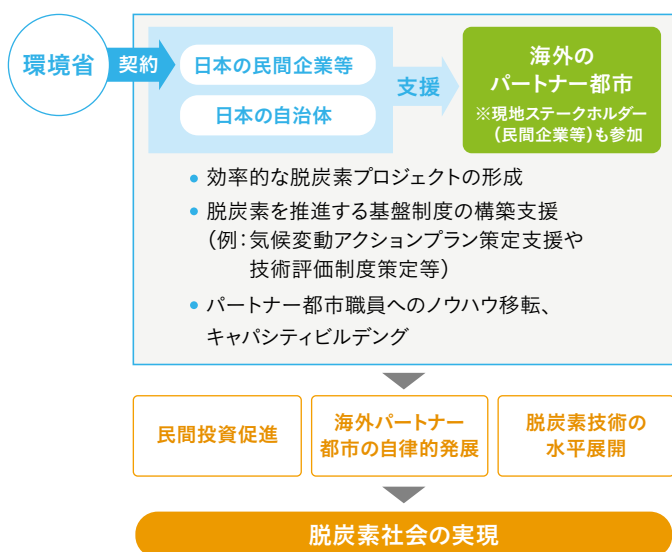 環境省
契約
日本の民間企業等
日本の自治体
支援
海外の
パートナー都市
※現地ステークホルダー
（民間企業等）も参加
• 効率的な脱炭素プロジェクトの形成
• 脱炭素を推進する基盤制度の構築支援
（例：気候変動アクションプラン策定支援や
技術評価制度策定等）
• パートナー都市職員へのノウハウ移転、
キャパシティビルデング
民間投資促進
海外パートナー
都市の自律的発展
脱炭素技術の
水平展開
脱炭素社会の実現